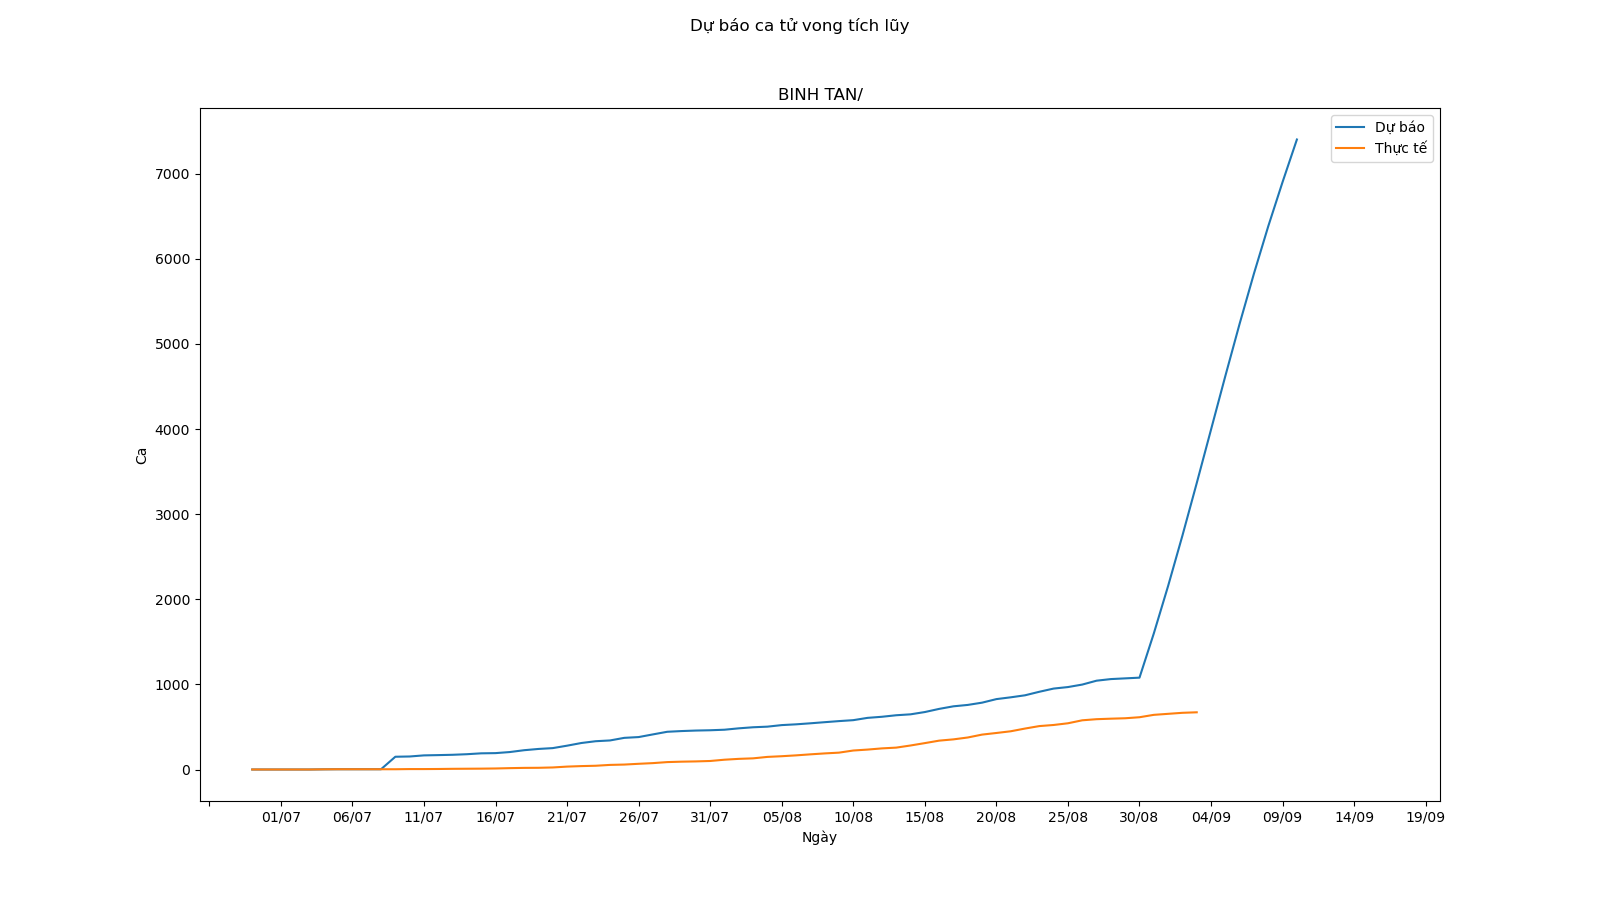 Dự báo ca tử vong tích lũy
BINH TAN/
Dự báo
Thực tế
7000
6000
5000
4000
3000
2000
1000
0
Ca
01/07 06/07 11/07 16/07 21/07 26/07 31/07 05/08 10/08 15/08 20/08 25/08 30/08 04/09 09/09 14/09 19/09
Ngày